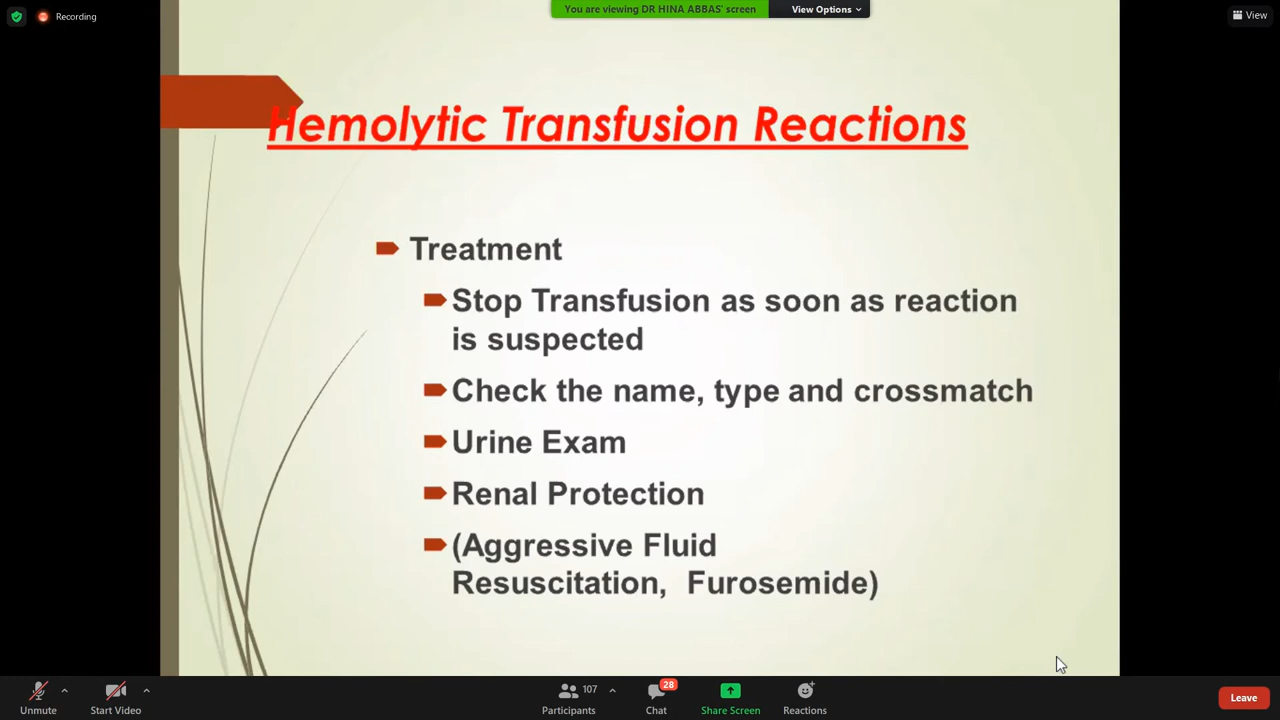 Recording
You are viewing DR HINA ABBAS' screen
View Options
View
Hemolytic Transfusion Reactions
Treatment
Stop Transfusion as soon as reaction
is suspected
Check the name, type and crossmatch
Urine Exam
Renal Protection
(Aggressive Fluid
Resuscitation, Furosemide)
Unmute
Start Video
107
Participants
28
Chat
Share Screen
Reactions
Leave